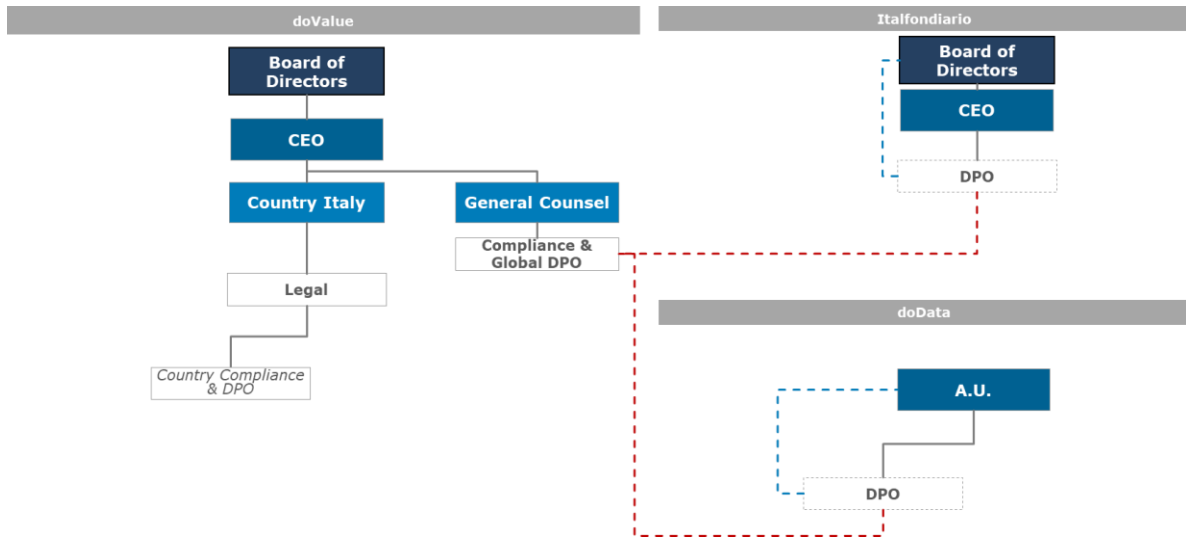 doValue
Board of
Directors
CEO
Country Italy
General Counsel
Compliance &
Global DPO
Legal
Country Compliance
& DPO
Italfondiario
Board of
Directors
CEO
DPO
doData
A.U.
DPO